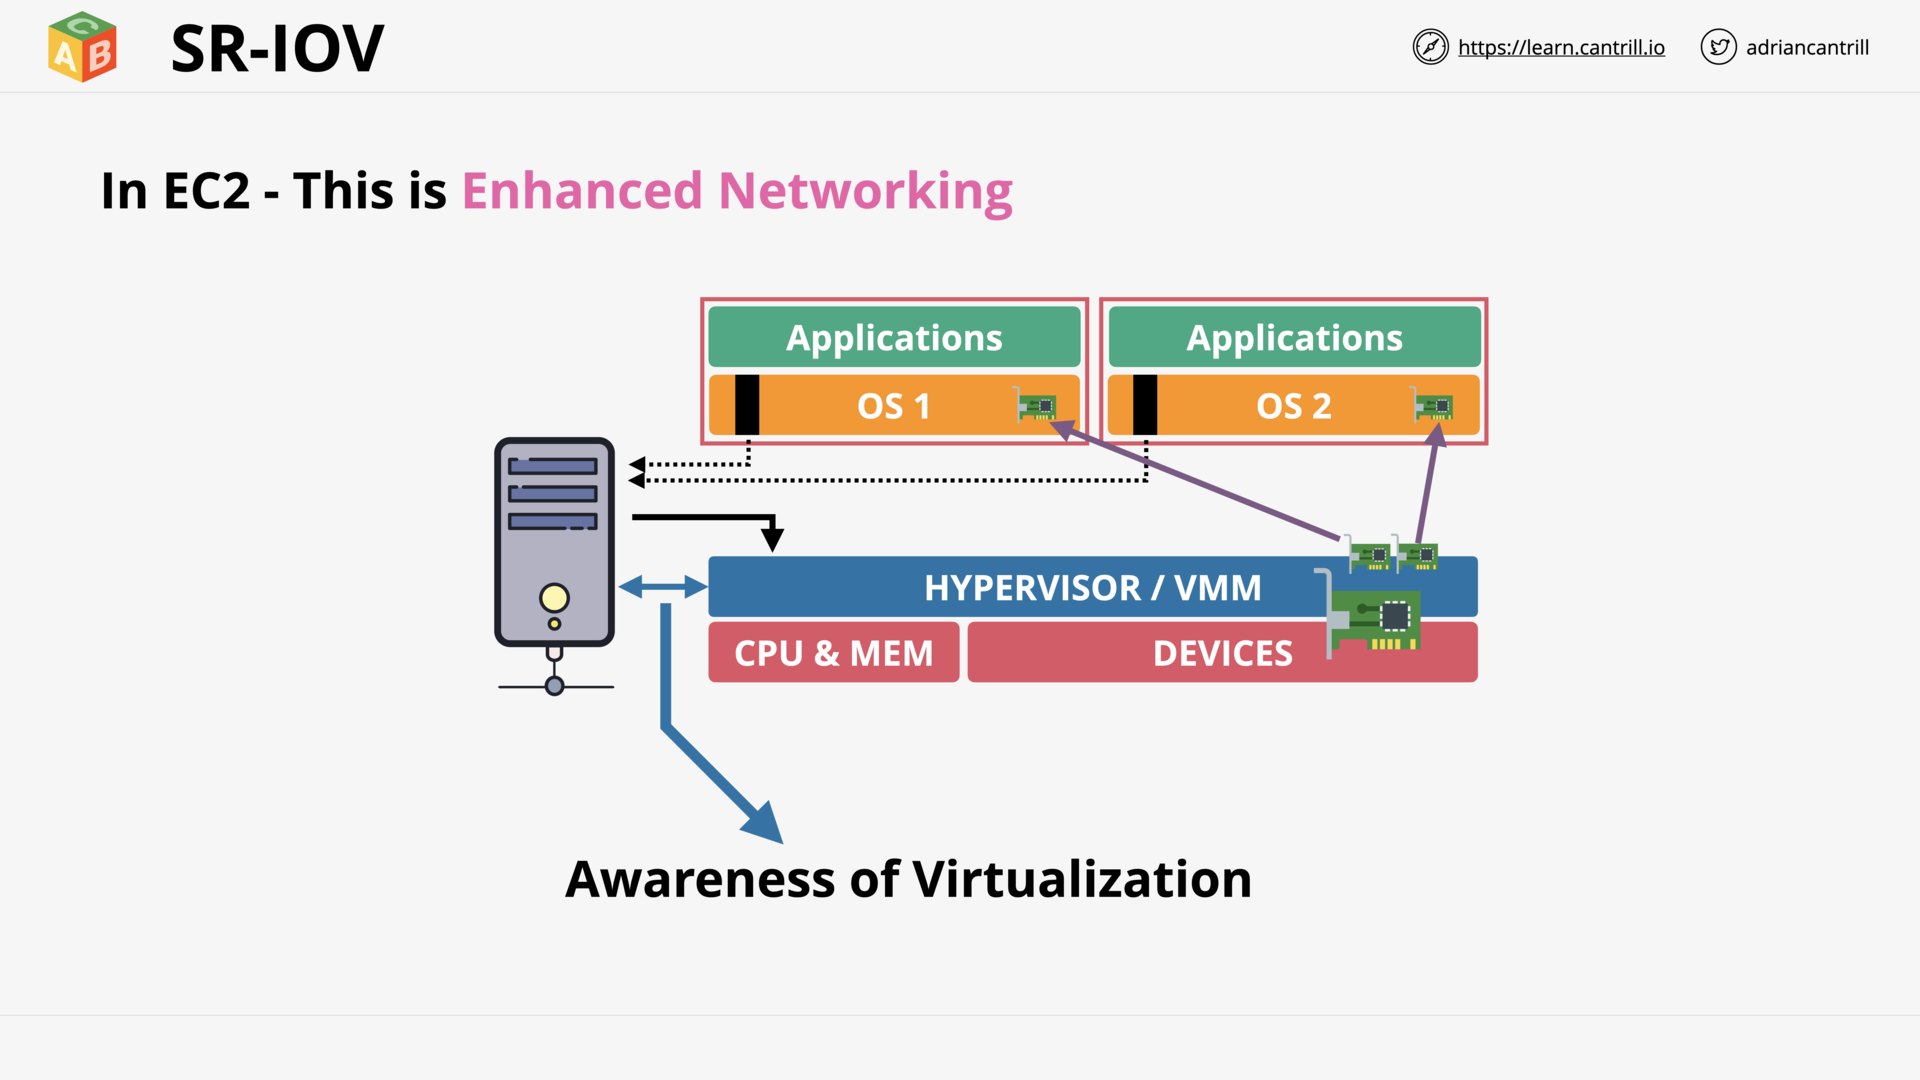 SR-IOV
https://learn.cantrill.io
adriancantrill
In EC2 - This is Enhanced Networking
Applications
Applications
OS 1
OS 2
HYPERVISOR / VMM
CPU & MEM
DEVICES
Awareness of Virtualization
A
B
C